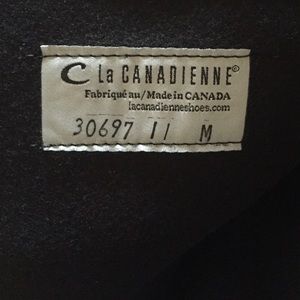 C La CANADIENNE©
Fabriqué au/Made in CANADA
lacanadienneshoes.com
30697 11 M